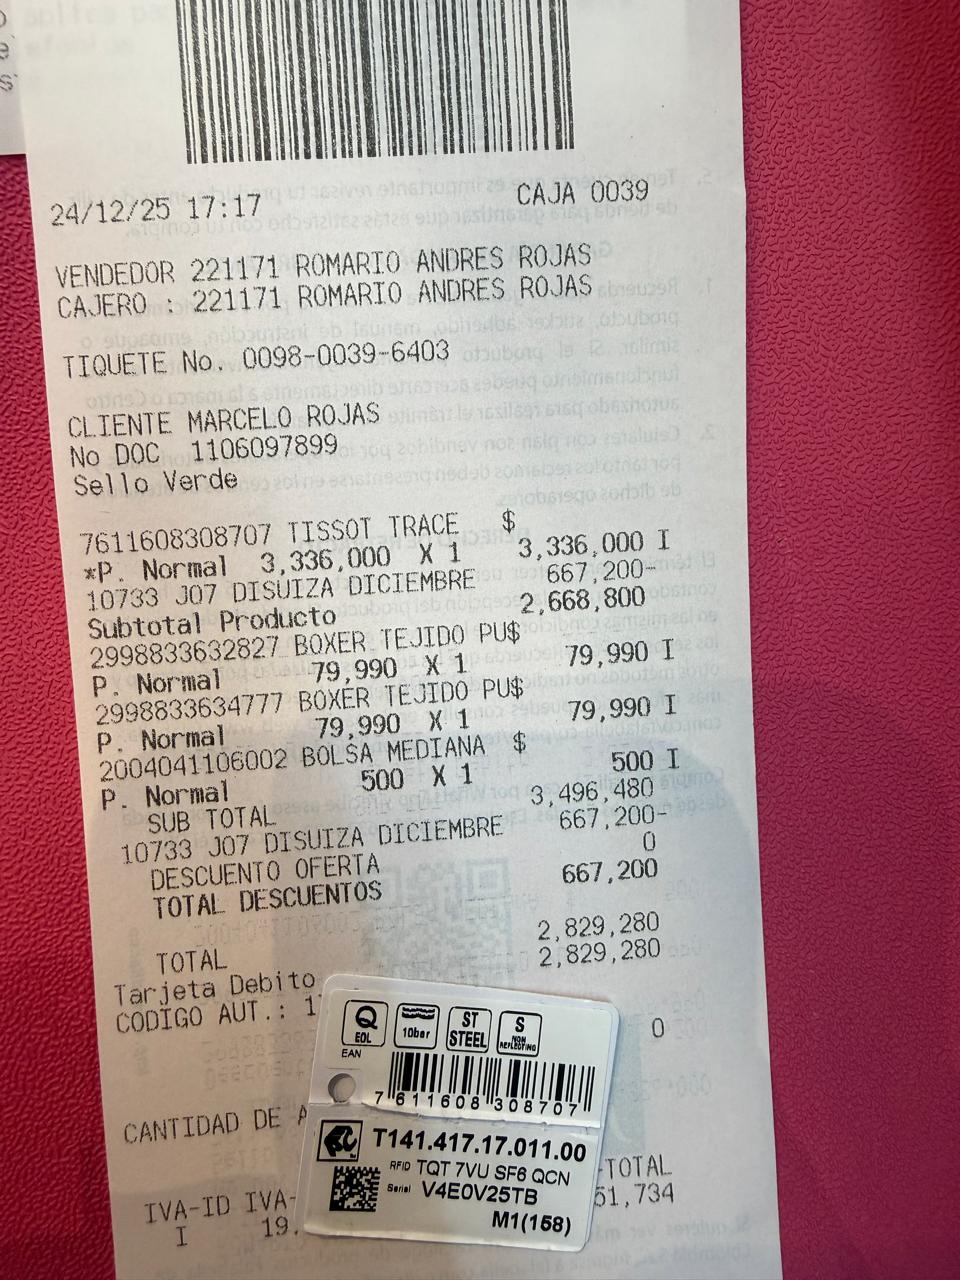 24/12/25 17:17 CAJA 0039
VENDEDOR 221171 ROMARIO ANDRES ROJAS
CAJERO : 221171 ROMARIO ANDRES ROJAS
TIQUETE No. 0098-0039-6403
CLIENTE MARCELO ROJAS
No DOC 1106097899
Sello Verde
7611608308707 TISSOT TRACE $
*P. Normal 3,336,000 X 1 3,336,000 I
10733 J07 DISUIZA DICIEMBRE 667,200-
Subtotal Producto 2,668,800
2998833632827 BOXER TEJIDO PU$
P. Normal 79,990 X 1 79,990 I
2998833634777 BOXER TEJIDO PU$
P. Normal 79,990 X 1 79,990 I
2004041106002 BOLSA MEDIANA $
P. Normal 500 X 1 500 I
SUB TOTAL 3,496,480
10733 J07 DISUIZA DICIEMBRE 667,200-
DESCUENTO OFERTA 0
TOTAL DESCUENTOS 667,200
TOTAL 2,829,280
Tarjeta Debito 2,829,280
CODIGO AUT.: 1
0
CANTIDAD DE A
-TOTAL
IVA-ID IVA- 51,734
I 19.
Q EOL
10bar
ST STEEL
S NON REFLECTING
EAN
7 611608 308707
T141.417.17.011.00
RFID TQT 7VU SF6 QCN
Serial V4E0V25TB
M1(158)